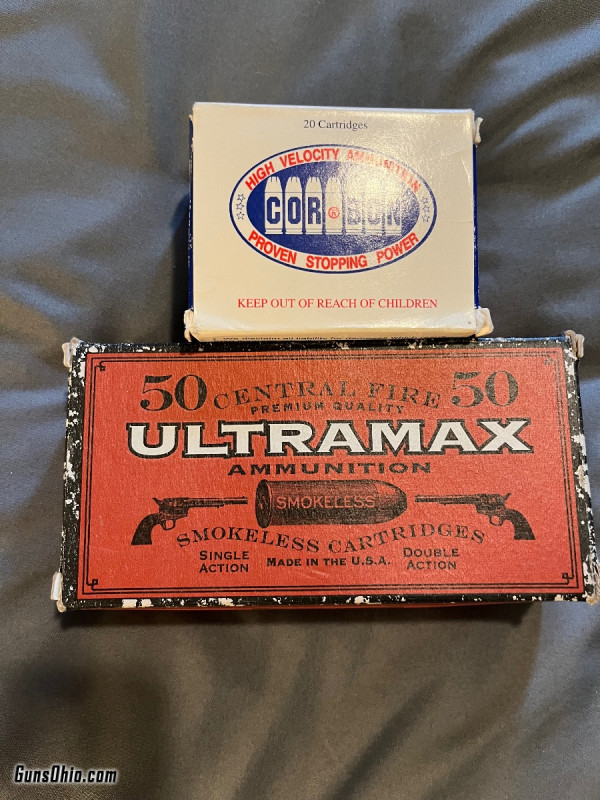 20 Cartridges
HIGH VELOCITY AMMUNITION
COR®BON
PROVEN STOPPING POWER
KEEP OUT OF REACH OF CHILDREN
50 CENTRAL FIRE 50
PREMIUM QUALITY
ULTRAMAX
AMMUNITION
SMOKELESS
SMOKELESS CARTRIDGES
SINGLE ACTION
MADE IN THE U.S.A.
DOUBLE ACTION
GunsOhio.com